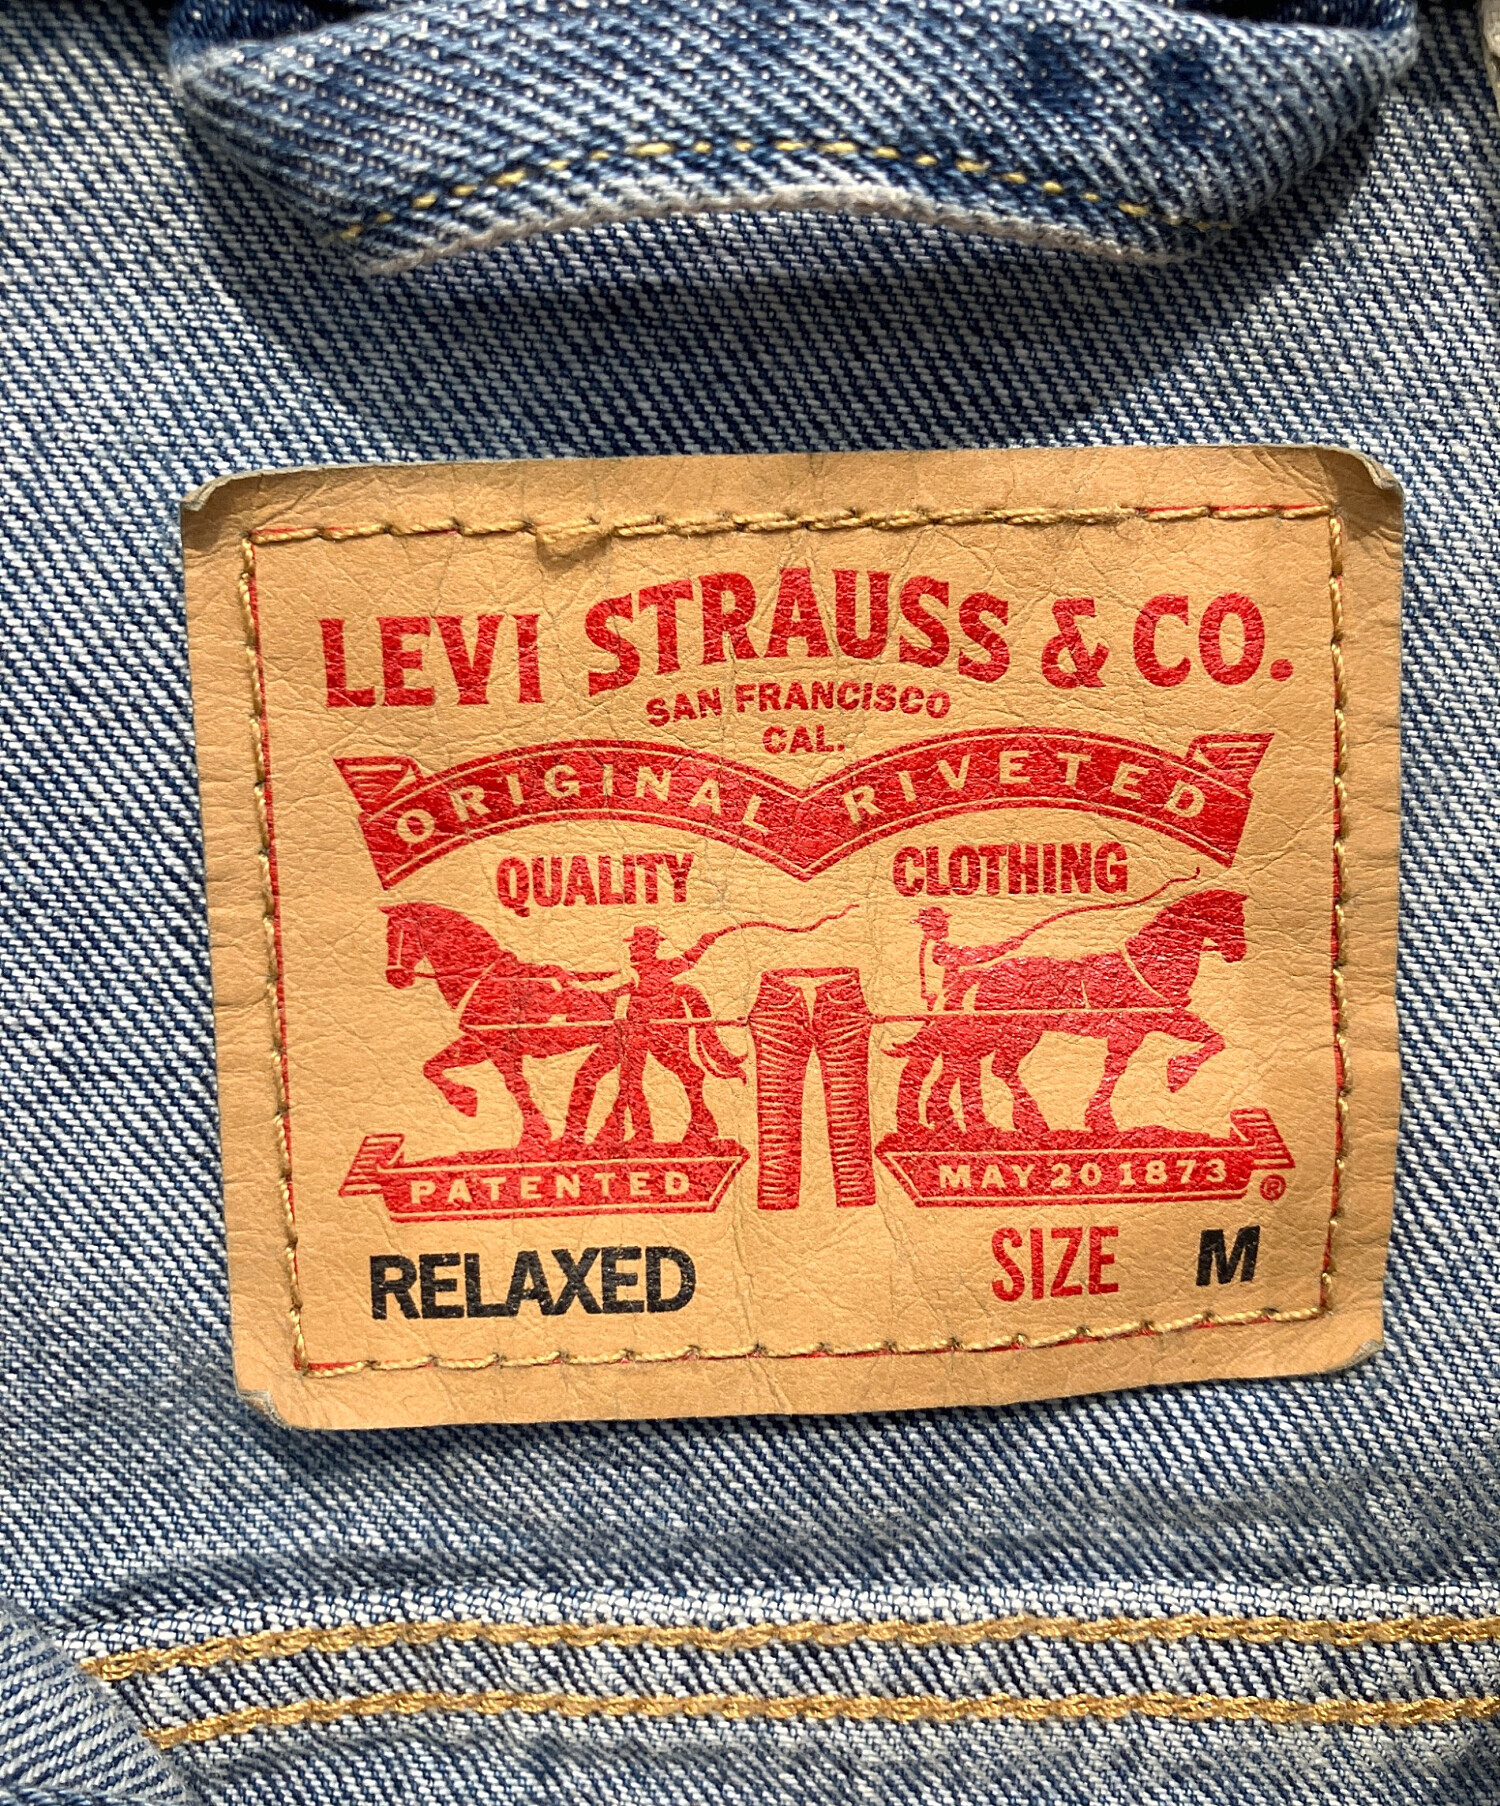 LEVI STRAUSS & CO.
SAN FRANCISCO
CAL.
ORIGINAL RIVETED
QUALITY CLOTHING
PATENTED MAY 20 1873 ®
RELAXED SIZE M